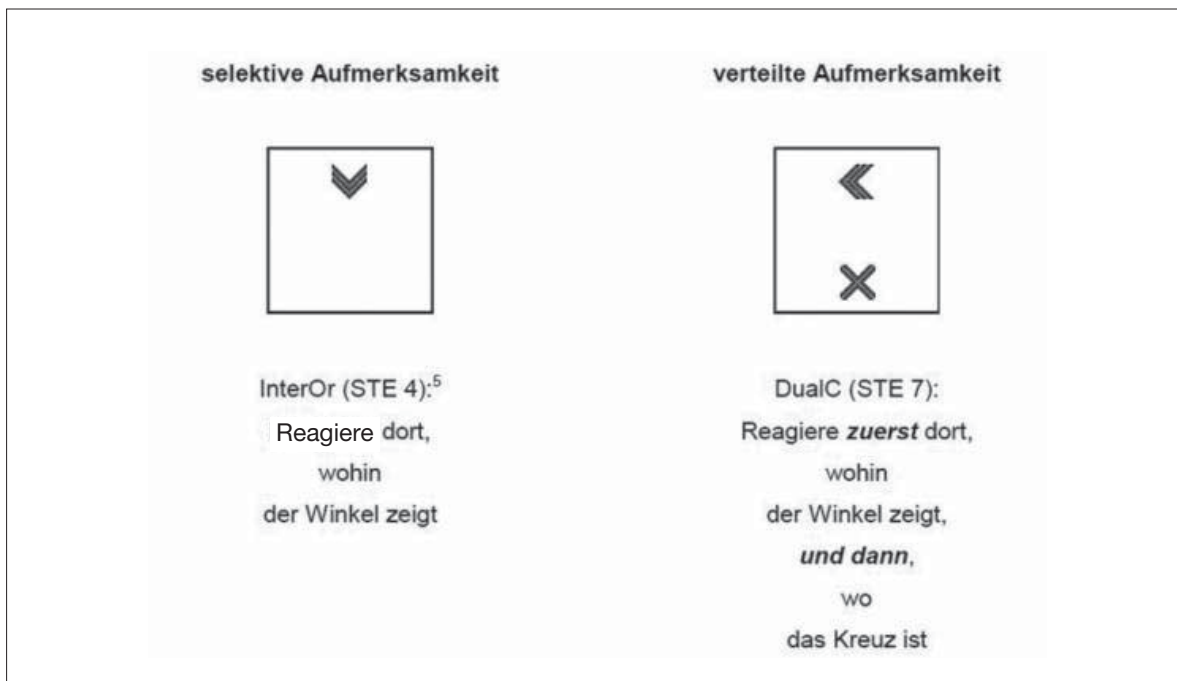 selektive Aufmerksamkeit
InterOr (STE 4):5
Reagiere dort,
wohin
der Winkel zeigt
verteilte Aufmerksamkeit
DualC (STE 7):
Reagiere zuerst dort,
wohin
der Winkel zeigt,
und dann,
wo
das Kreuz ist